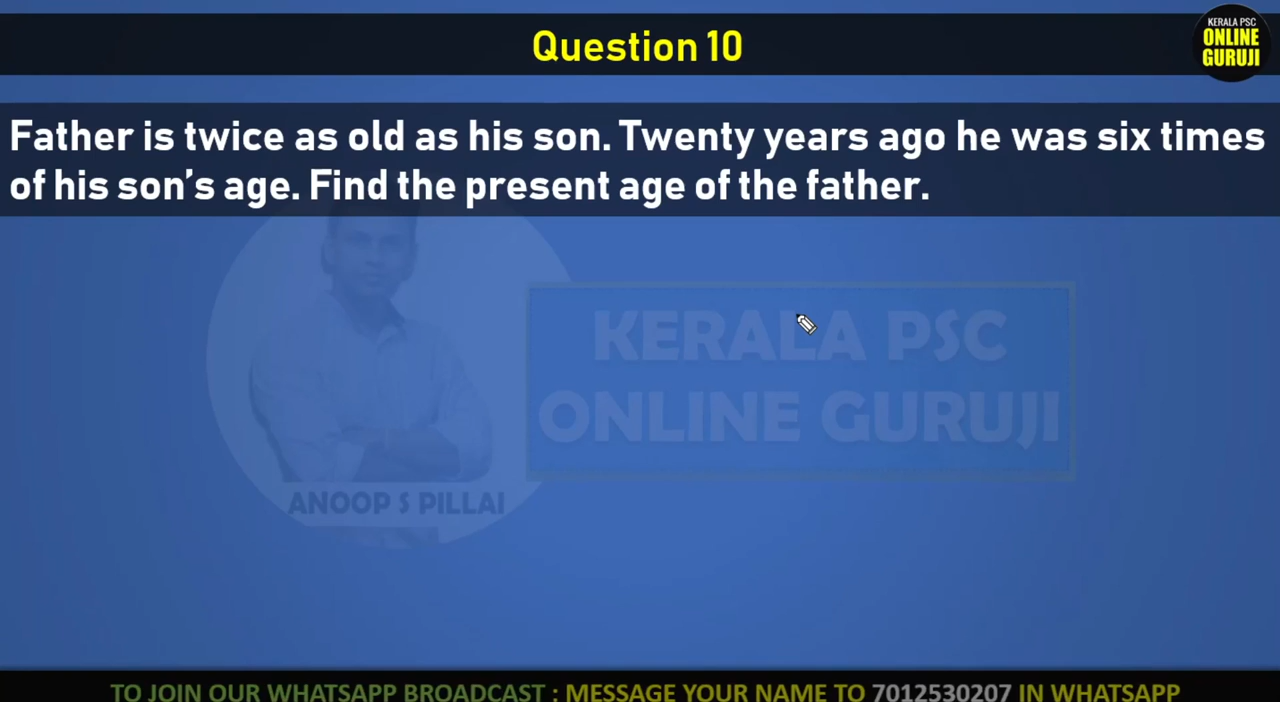 Question 10
KERALA PSC
ONLINE
GURUJI
Father is twice as old as his son. Twenty years ago he was six times
of his son’s age. Find the present age of the father.
KERALA PSC
ONLINE GURUJI
ANOOP S PILLAI
TO JOIN OUR WHATSAPP BROADCAST : MESSAGE YOUR NAME TO 7012530207 IN WHATSAPP